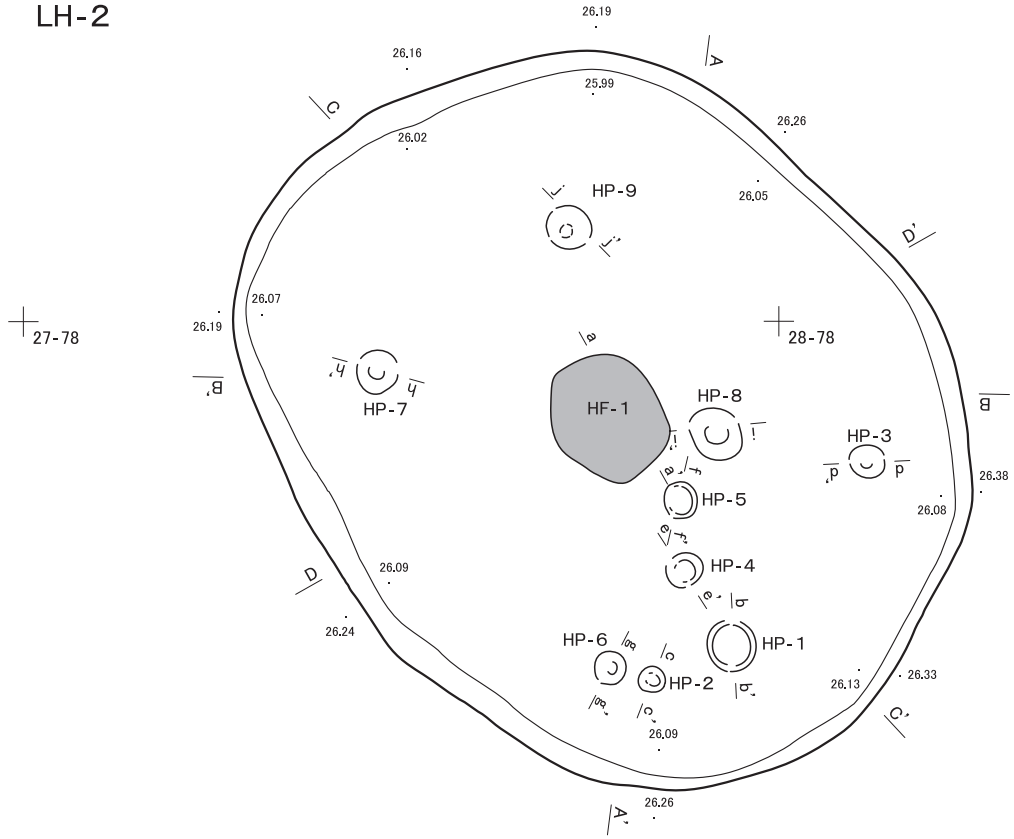 LH-2
26.19
A
26.16
25.99
C
26.26
26.02
26.05
HP-9
j
j'
D'
26.07
26.19
27-78
28-78
a
B'
h'
h
HP-7
HF-1
HP-8
i'
i
B
HP-3
d'
d
26.38
26.08
a'
f
HP-5
e
f'
HP-4
e'
b
D
26.09
26.24
HP-6
g
c
HP-1
HP-2
g'
c'
b'
26.13
26.33
C'
26.09
A'
26.26